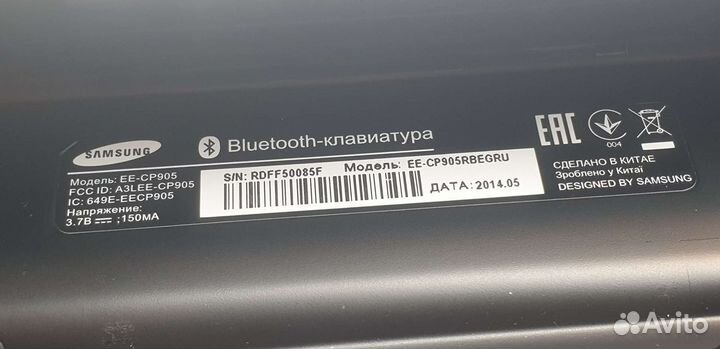 SAMSUNG
Bluetooth-клавиатура
Модель: EE-CP905
FCC ID: A3LEE-CP905
IC: 649E-EECP905
Напряжение:
3.7В ⎓ ;150МА
S/N: RDFF50085F Модель: EE-CP905RBEGRU
ДАТА: 2014.05
EAC
004
СДЕЛАНО В КИТАЕ
Зроблено у Китаї
DESIGNED BY SAMSUNG
Avito